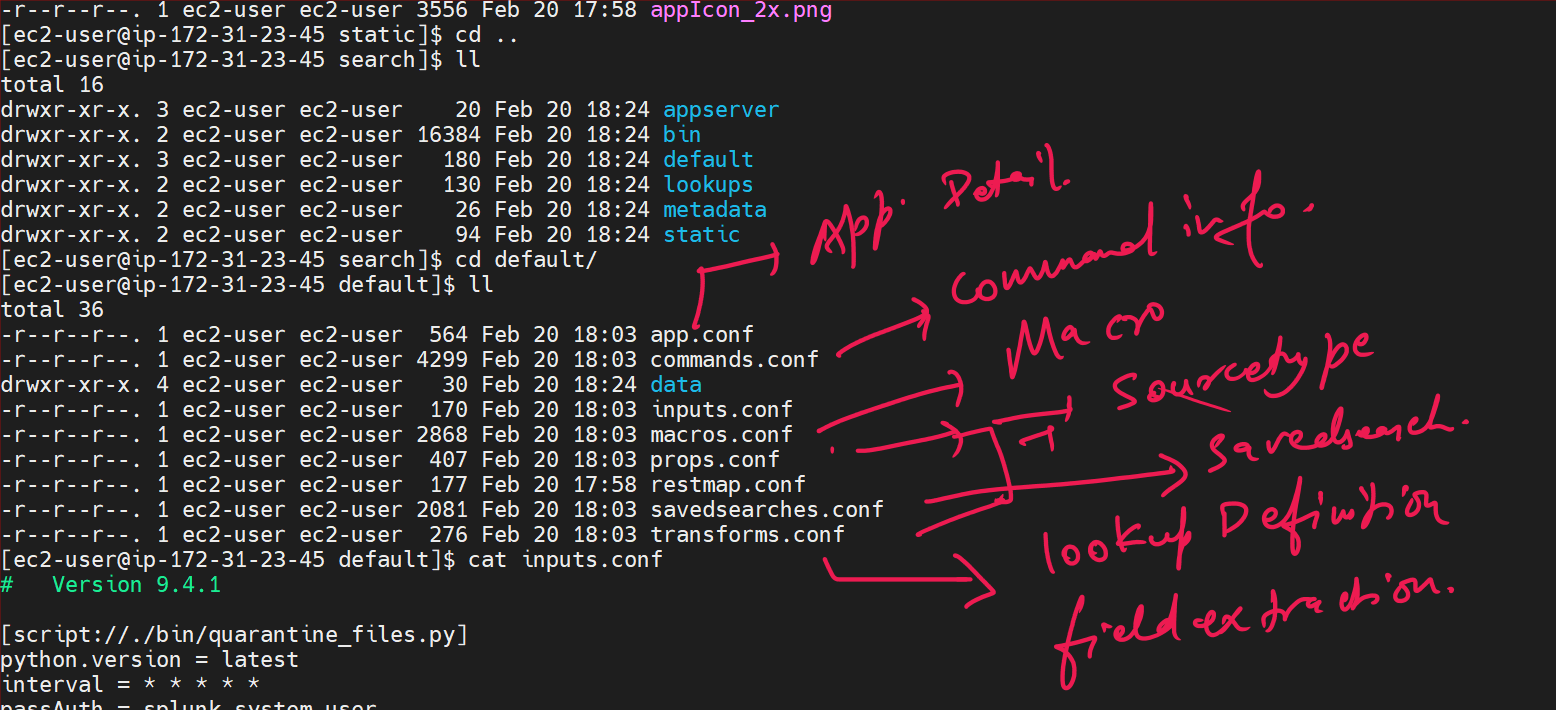 -r--r--r--. 1 ec2-user ec2-user 3556 Feb 20 17:58 appIcon_2x.png
[ec2-user@ip-172-31-23-45 static]$ cd ..
[ec2-user@ip-172-31-23-45 search]$ ll
total 16
drwxr-xr-x. 3 ec2-user ec2-user    20 Feb 20 18:24 appserver
drwxr-xr-x. 2 ec2-user ec2-user 16384 Feb 20 18:24 bin
drwxr-xr-x. 3 ec2-user ec2-user   180 Feb 20 18:24 default
drwxr-xr-x. 2 ec2-user ec2-user   130 Feb 20 18:24 lookups
drwxr-xr-x. 2 ec2-user ec2-user    26 Feb 20 18:24 metadata
drwxr-xr-x. 2 ec2-user ec2-user    94 Feb 20 18:24 static
[ec2-user@ip-172-31-23-45 search]$ cd default/
[ec2-user@ip-172-31-23-45 default]$ ll
total 36
-r--r--r--. 1 ec2-user ec2-user  564 Feb 20 18:03 app.conf
-r--r--r--. 1 ec2-user ec2-user 4299 Feb 20 18:03 commands.conf
drwxr-xr-x. 4 ec2-user ec2-user   30 Feb 20 18:24 data
-r--r--r--. 1 ec2-user ec2-user  170 Feb 20 18:03 inputs.conf
-r--r--r--. 1 ec2-user ec2-user 2868 Feb 20 18:03 macros.conf
-r--r--r--. 1 ec2-user ec2-user  407 Feb 20 18:03 props.conf
-r--r--r--. 1 ec2-user ec2-user  177 Feb 20 17:58 restmap.conf
-r--r--r--. 1 ec2-user ec2-user 2081 Feb 20 18:03 savedsearches.conf
-r--r--r--. 1 ec2-user ec2-user  276 Feb 20 18:03 transforms.conf
[ec2-user@ip-172-31-23-45 default]$ cat inputs.conf
#   Version 9.4.1
[script://./bin/quarantine_files.py]
python.version = latest
interval = * * * * *
passAuth = splunk-system-user
App. Detail.
Command info.
Macro
Sourcetype
Savedsearch.
lookup Definition
field extraction.